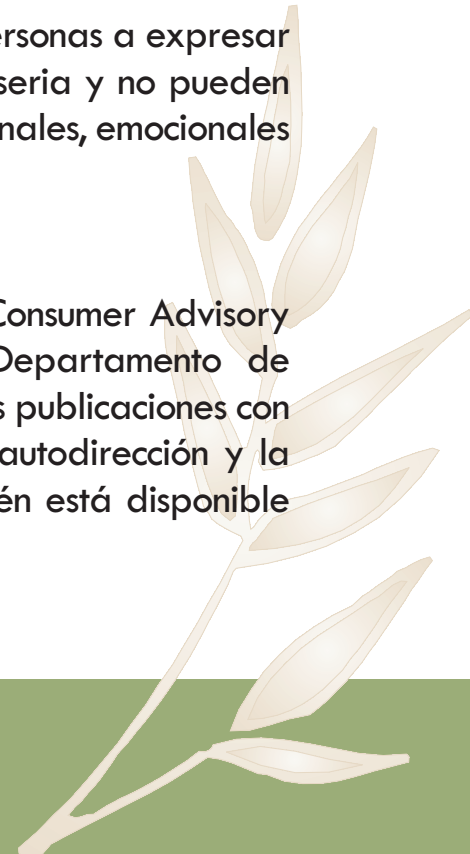 ersonas a expresar
seria y no pueden
nales, emocionales
Consumer Advisory
Departamento de
s publicaciones con
autodirección y la
én está disponible